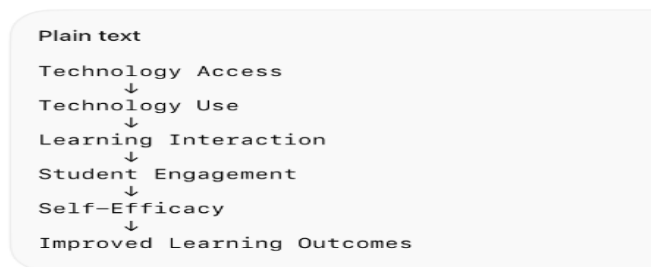 Plain text
Technology Access
↓
Technology Use
↓
Learning Interaction
↓
Student Engagement
↓
Self-Efficacy
↓
Improved Learning Outcomes